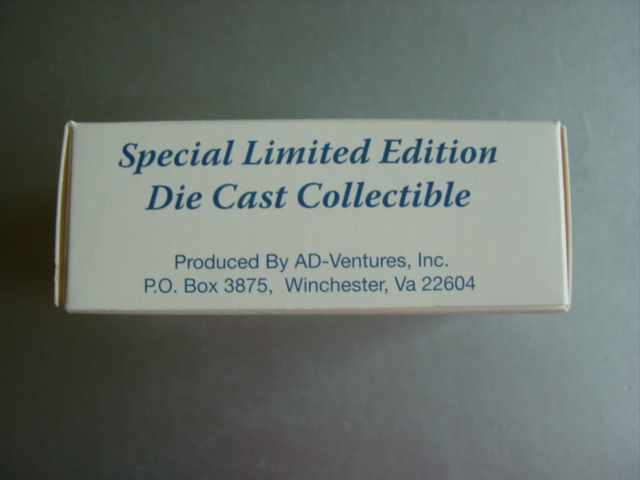 Special Limited Edition
Die Cast Collectible
Produced By AD-Ventures, Inc.
P.O. Box 3875, Winchester, Va 22604